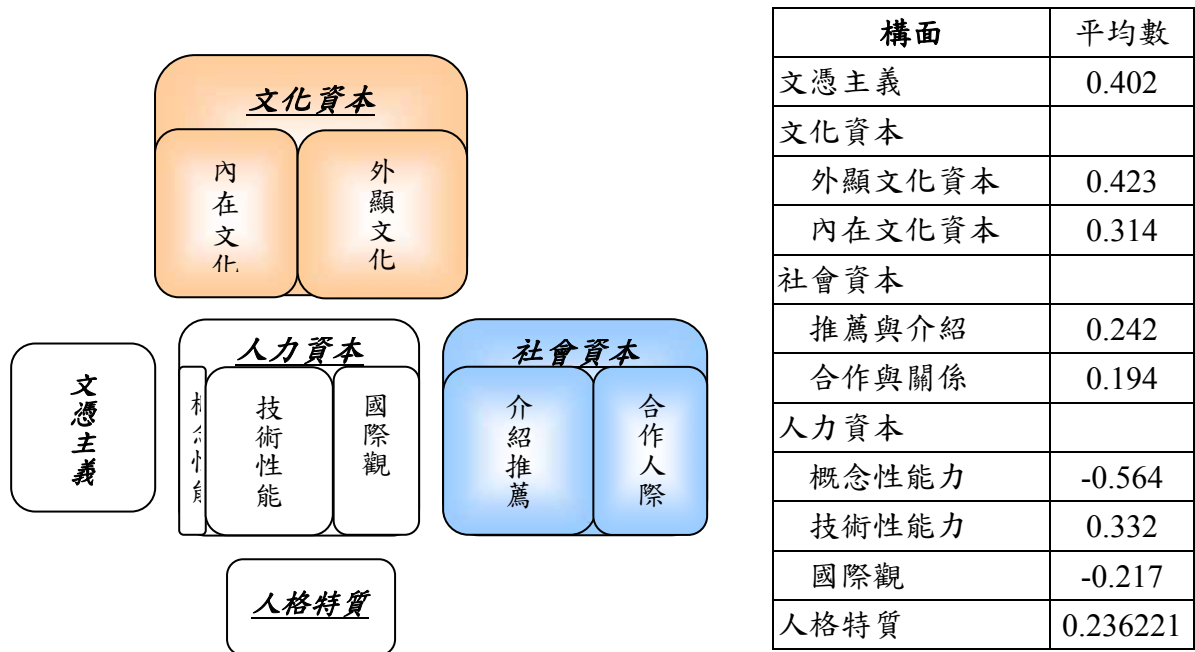 文化資本
內在文化
外顯文化
文憑主義
人力資本
技術性能
國際觀
社會資本
介紹推薦
合作人際
人格特質
構面 平均數
文憑主義 0.402
文化資本
外顯文化資本 0.423
內在文化資本 0.314
社會資本
推薦與介紹 0.242
合作與關係 0.194
人力資本
概念性能力 -0.564
技術性能力 0.332
國際觀 -0.217
人格特質 0.236221